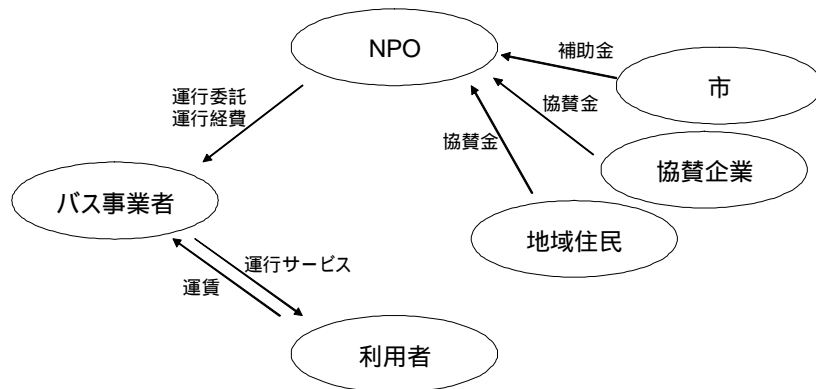 NPO
補助金
市
運行委託
運行経費
協賛金
協賛金
協賛企業
バス事業者
地域住民
運行サービス
運賃
利用者